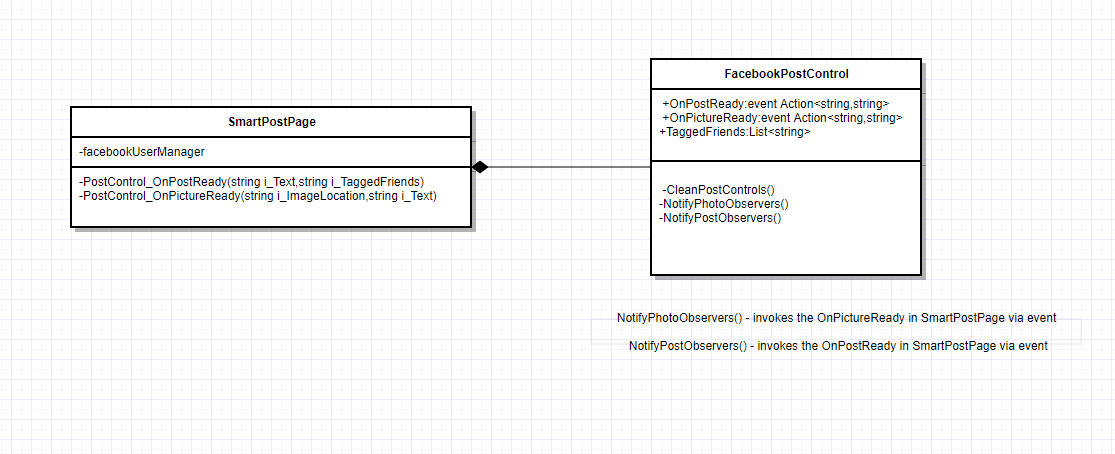 SmartPostPage
-facebookUserManager
-PostControl_OnPostReady(string i_Text,string i_TaggedFriends)
-PostControl_OnPictureReady(string i_ImageLocation,string i_Text)
FacebookPostControl
+OnPostReady:event Action<string,string>
+OnPictureReady:event Action<string,string>
+TaggedFriends:List<string>
-CleanPostControls()
-NotifyPhotoObservers()
-NotifyPostObservers()
NotifyPhotoObservers() - invokes the OnPictureReady in SmartPostPage via event
NotifyPostObservers() - invokes the OnPostReady in SmartPostPage via event